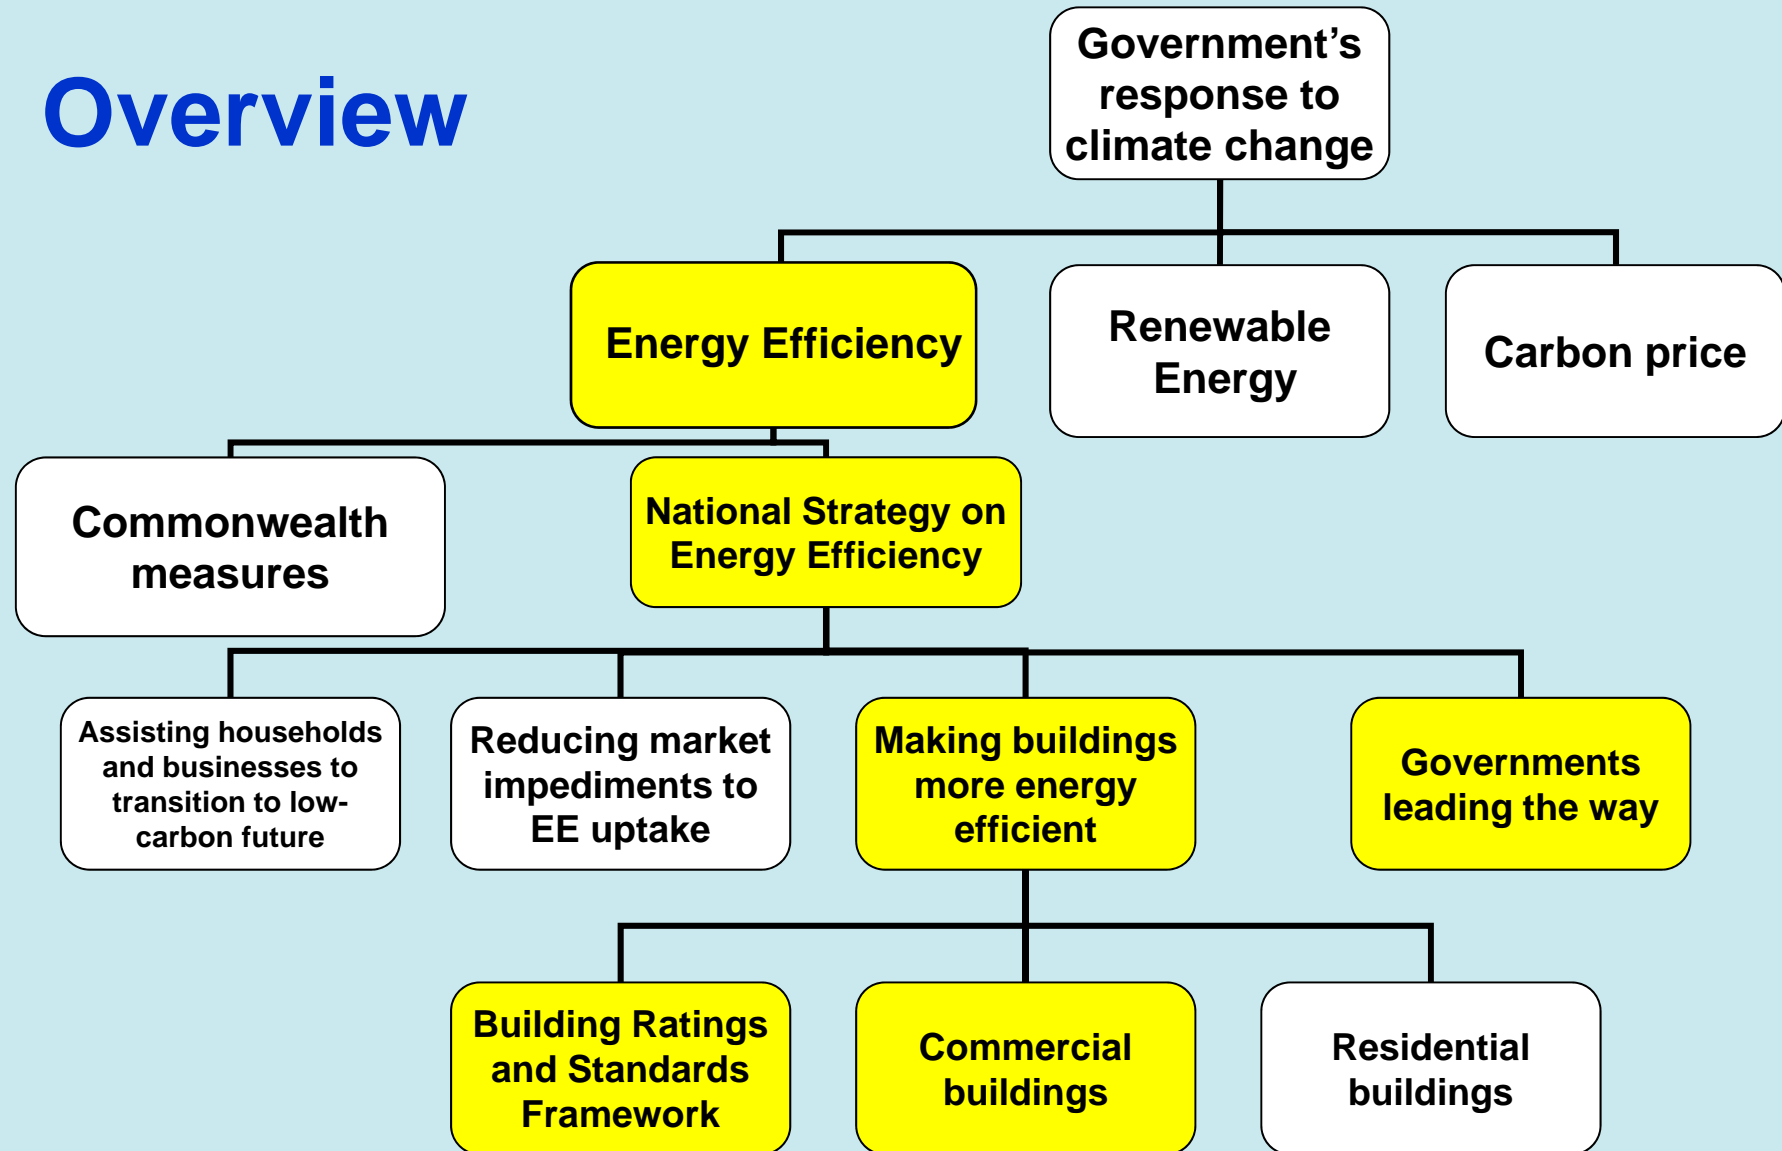 Overview
Government’s
response to
climate change
Energy Efficiency
Renewable
Energy
Carbon price
Commonwealth
measures
National Strategy on
Energy Efficiency
Assisting households
and businesses to
transition to low-
carbon future
Reducing market
impediments to
EE uptake
Making buildings
more energy
efficient
Governments
leading the way
Building Ratings
and Standards
Framework
Commercial
buildings
Residential
buildings